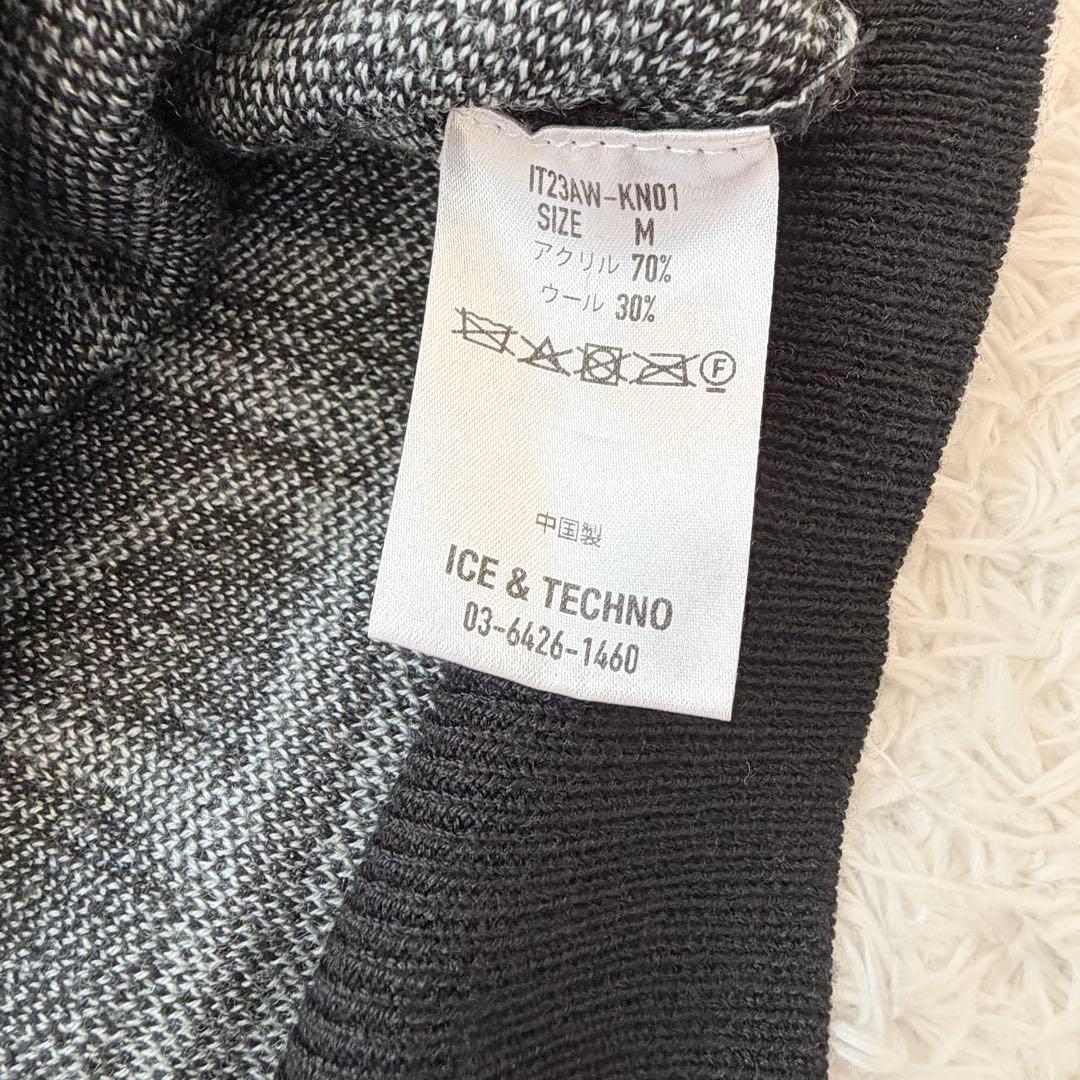 IT23AW-KN01
SIZE M
アクリル 70%
ウール 30%
F
中国製
ICE & TECHNO
03-6426-1460